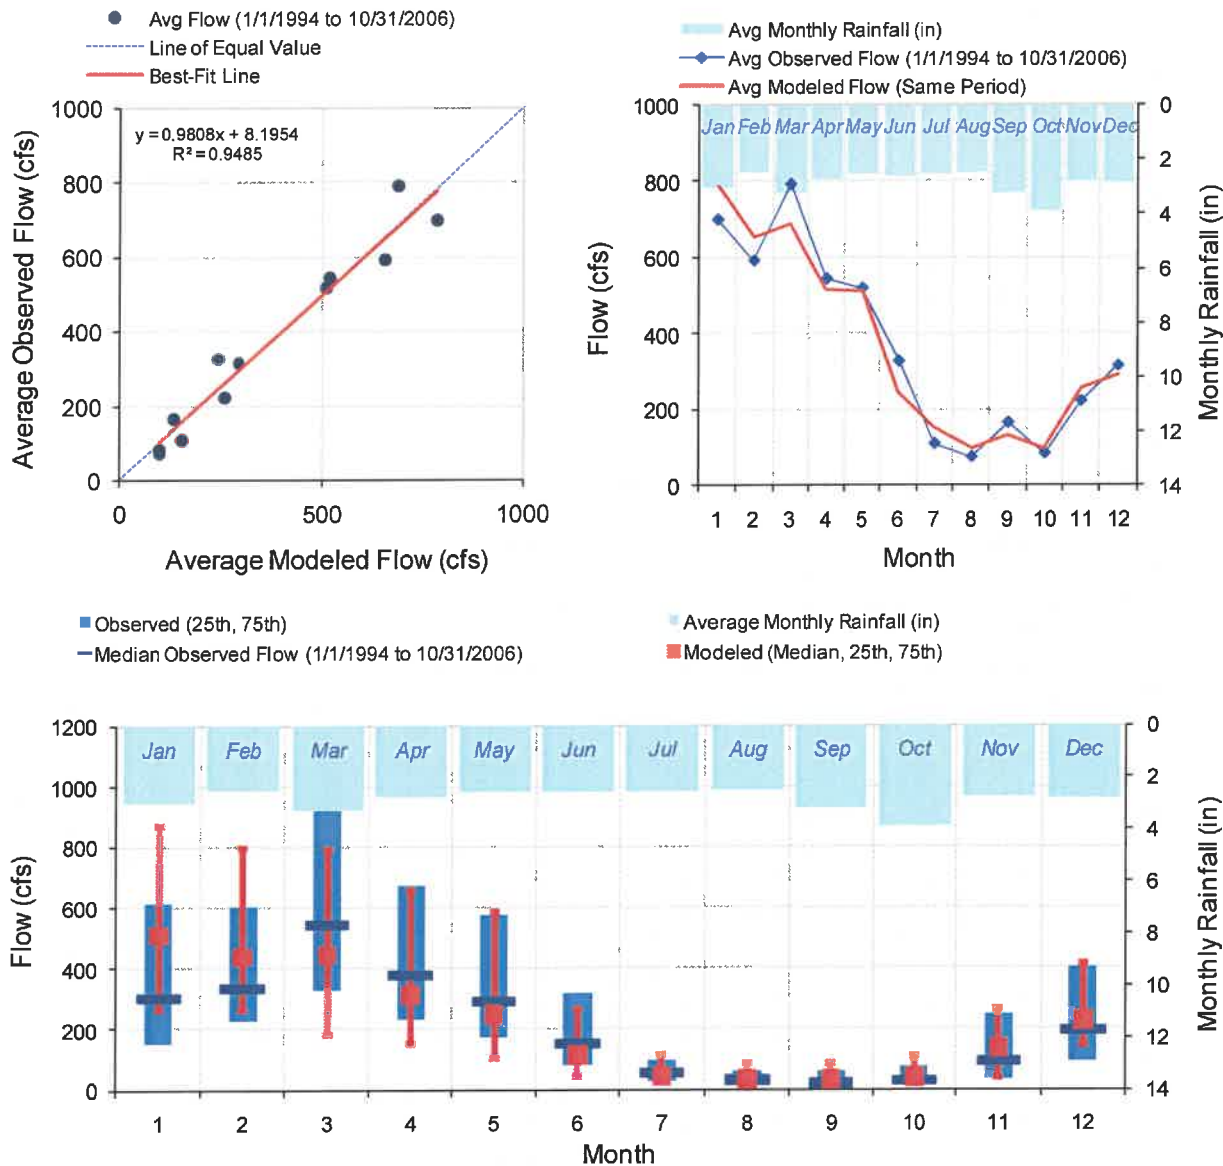 Avg Flow (1/1/1994 to 10/31/2006)
Line of Equal Value
Best-Fit Line
1000
800
600
400
200
0
y = 0.9808x + 8.1954
R² = 0.9485
Average Observed Flow (cfs)
0 500 1000
Average Modeled Flow (cfs)
Avg Monthly Rainfall (in)
Avg Observed Flow (1/1/1994 to 10/31/2006)
Avg Modeled Flow (Same Period)
1000
800
600
400
200
0
Flow (cfs)
Jan Feb Mar Apr May Jun Jul Aug Sep Oct Nov Dec
0
2
4
6
8
10
12
14
Monthly Rainfall (in)
1 2 3 4 5 6 7 8 9 10 11 12
Month
Observed (25th, 75th)
Median Observed Flow (1/1/1994 to 10/31/2006)
Average Monthly Rainfall (in)
Modeled (Median, 25th, 75th)
1200
1000
800
600
400
200
0
Flow (cfs)
Jan Feb Mar Apr May Jun Jul Aug Sep Oct Nov Dec
0
2
4
6
8
10
12
14
Monthly Rainfall (in)
1 2 3 4 5 6 7 8 9 10 11 12
Month